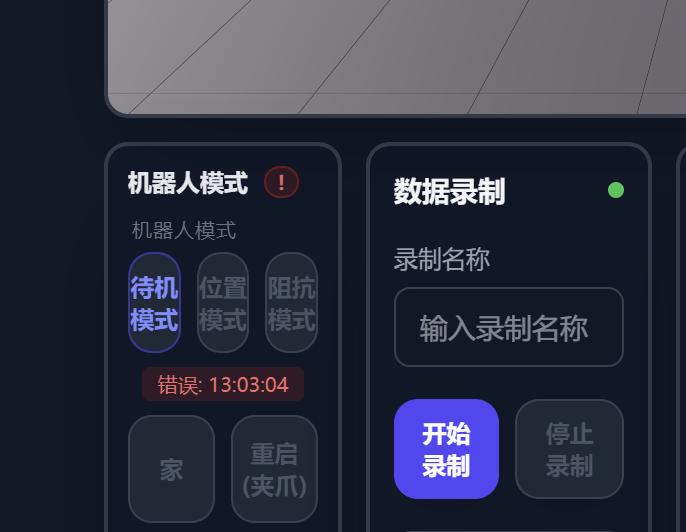 机器人模式 !
机器人模式
待机
模式
位置
模式
阻抗
模式
错误: 13:03:04
家
重启
(夹爪)
数据录制
录制名称
输入录制名称
开始
录制
停止
录制